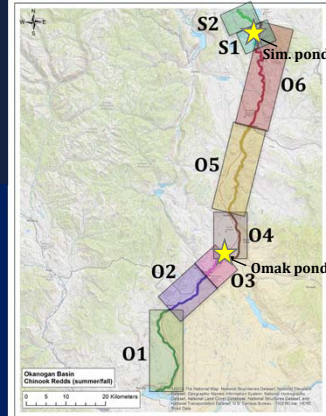 N
W
E
S
S2
S1
Sim. pond
O6
O5
O4
Omak pond
O3
O2
O1
Okanogan Basin
Chinook Redds (summer/fall)
0
5
10
20 Kilometers